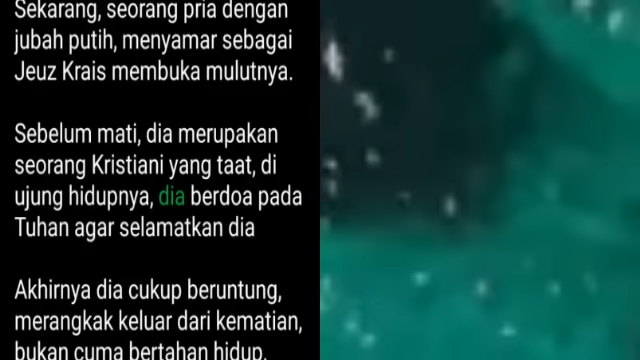 Sekarang, seorang pria dengan
jubah putih, menyamar sebagai
Jeuz Krais membuka mulutnya.
Sebelum mati, dia merupakan
seorang Kristiani yang taat, di
ujung hidupnya, dia berdoa pada
Tuhan agar selamatkan dia
Akhirnya dia cukup beruntung,
merangkak keluar dari kematian,
bukan cuma bertahan hidup,